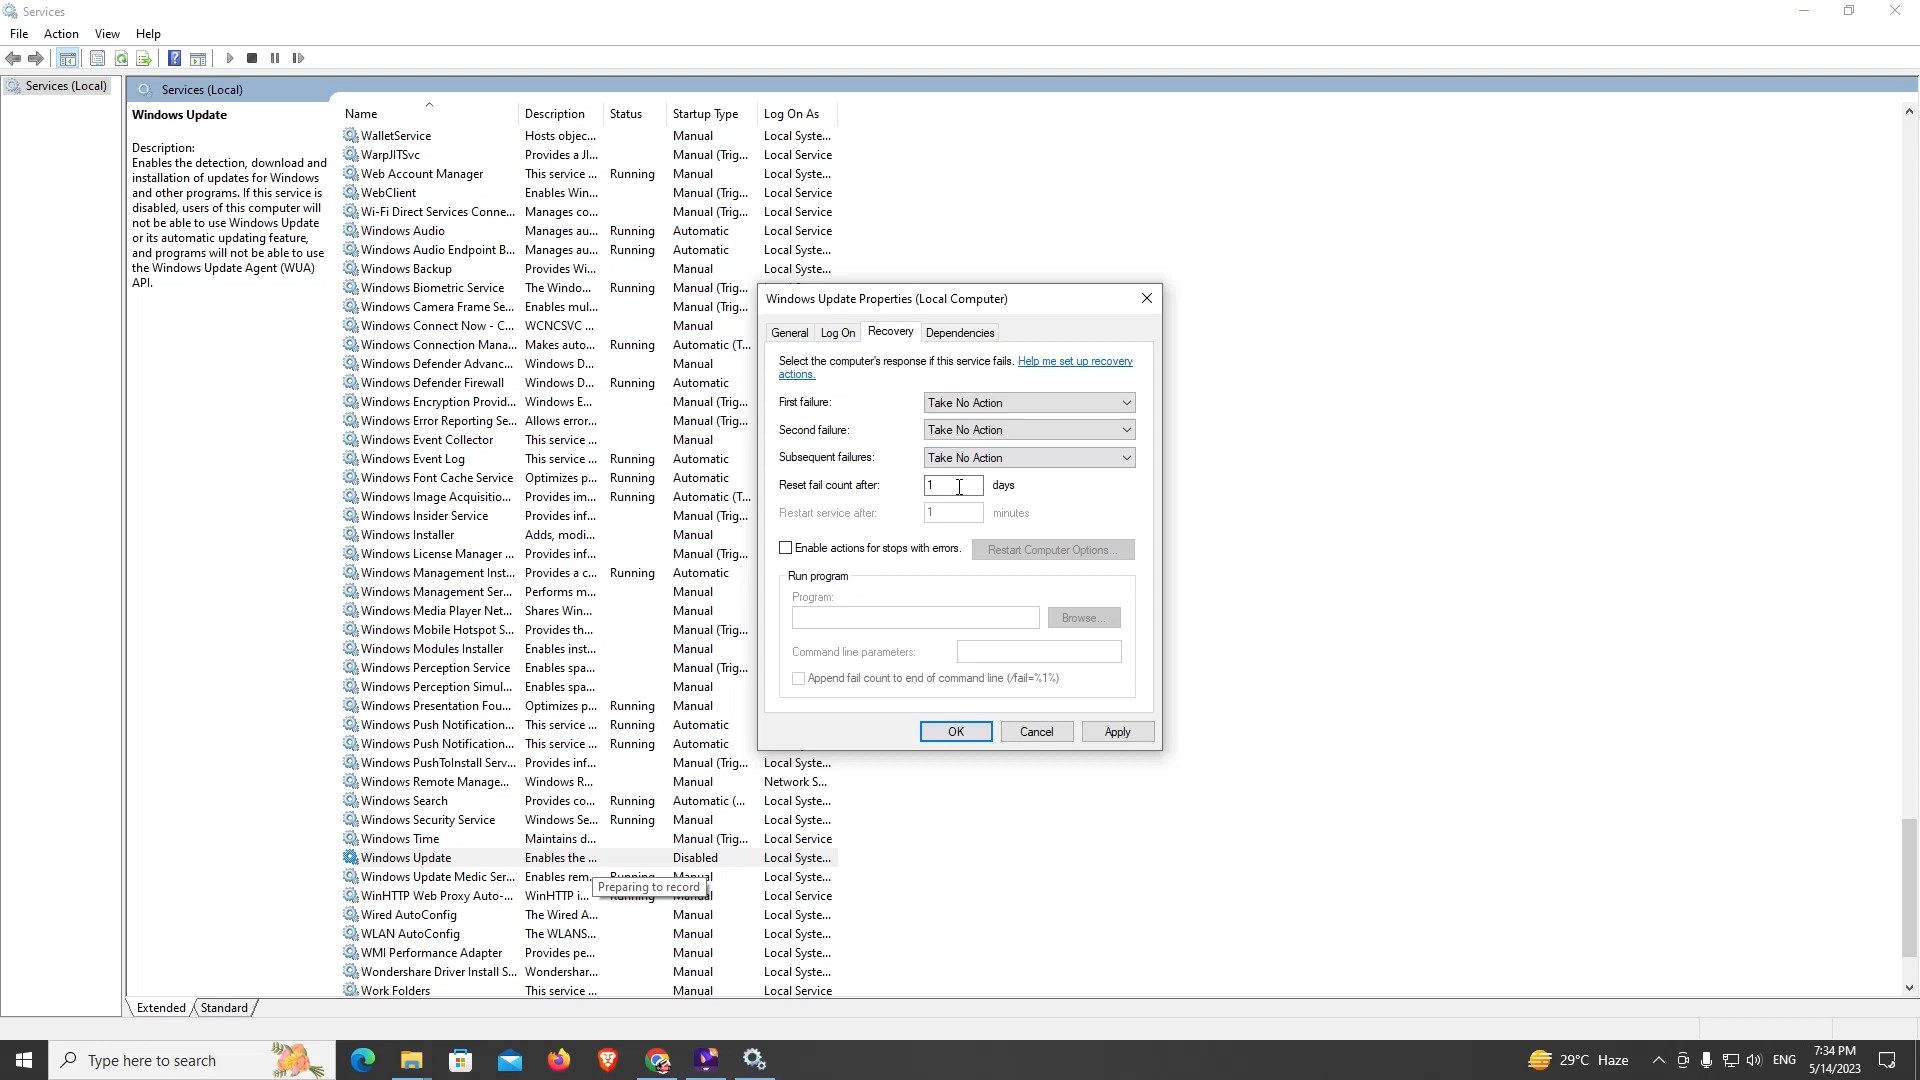 Services
File Action View Help
Services (Local)
Services (Local)
Windows Update
Description:
Enables the detection, download and
installation of updates for Windows
and other programs. If this service is
disabled, users of this computer will
not be able to use Windows Update
or its automatic updating feature,
and programs will not be able to use
the Windows Update Agent (WUA)
API.
Name Description Status Startup Type Log On As
WalletService Hosts objec... Manual Local Syste...
WarpJITSvc Provides a JI... Manual (Trig... Local Service
Web Account Manager This service ... Running Manual Local Syste...
WebClient Enables Win... Manual (Trig... Local Service
Wi-Fi Direct Services Conne... Manages co... Manual (Trig... Local Service
Windows Audio Manages au... Running Automatic Local Service
Windows Audio Endpoint B... Manages au... Running Automatic Local Syste...
Windows Backup Provides Wi... Manual Local Syste...
Windows Biometric Service The Windo... Running Manual (Trig...
Windows Camera Frame Se... Enables mul... Manual (Trig...
Windows Connect Now - C... WCNCSVC ... Manual
Windows Connection Mana... Makes auto... Running Automatic (T...
Windows Defender Advanc... Windows D... Manual
Windows Defender Firewall Windows D... Running Automatic
Windows Encryption Provid... Windows E... Manual (Trig...
Windows Error Reporting Se... Allows error... Manual (Trig...
Windows Event Collector This service ... Manual
Windows Event Log This service ... Running Automatic
Windows Font Cache Service Optimizes p... Running Automatic
Windows Image Acquisitio... Provides im... Running Automatic (T...
Windows Insider Service Provides inf... Manual (Trig...
Windows Installer Adds, modi... Manual
Windows License Manager ... Provides inf... Manual (Trig...
Windows Management Inst... Provides a c... Running Automatic
Windows Management Ser... Performs m... Manual
Windows Media Player Net... Shares Win... Manual
Windows Mobile Hotspot S... Provides th... Manual (Trig...
Windows Modules Installer Enables inst... Manual
Windows Perception Service Enables spa... Manual (Trig...
Windows Perception Simul... Enables spa... Manual
Windows Presentation Fou... Optimizes p... Running Manual
Windows Push Notification... This service ... Running Automatic
Windows Push Notification... This service ... Running Automatic
Windows PushToInstall Serv... Provides inf... Manual (Trig... Local Syste...
Windows Remote Manage... Windows R... Manual Network S...
Windows Search Provides co... Running Automatic (... Local Syste...
Windows Security Service Windows Se... Running Manual Local Syste...
Windows Time Maintains d... Manual (Trig... Local Service
Windows Update Enables the ... Disabled Local Syste...
Windows Update Medic Ser... Enables rem... Running Manual Local Syste...
WinHTTP Web Proxy Auto-... WinHTTP i... Running Manual Local Service
Wired AutoConfig The Wired A... Manual Local Syste...
WLAN AutoConfig The WLANS... Manual Local Syste...
WMI Performance Adapter Provides pe... Manual Local Syste...
Wondershare Driver Install S... Wondershar... Manual Local Syste...
Work Folders This service ... Manual Local Service
Preparing to record
Windows Update Properties (Local Computer)
General Log On Recovery Dependencies
Select the computer's response if this service fails. Help me set up recovery
actions.
First failure: Take No Action
Second failure: Take No Action
Subsequent failures: Take No Action
Reset fail count after: 1 days
Restart service after: 1 minutes
Enable actions for stops with errors. Restart Computer Options...
Run program
Program:
Browse...
Command line parameters:
Append fail count to end of command line (/fail=%1%)
OK Cancel Apply
Extended Standard
Type here to search
29°C Haze
ENG
7:34 PM
5/14/2023